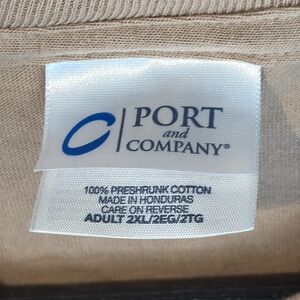 PORT
and
COMPANY®
100% PRESHRUNK COTTON
MADE IN HONDURAS
CARE ON REVERSE
ADULT 2XL/2EG/2TG